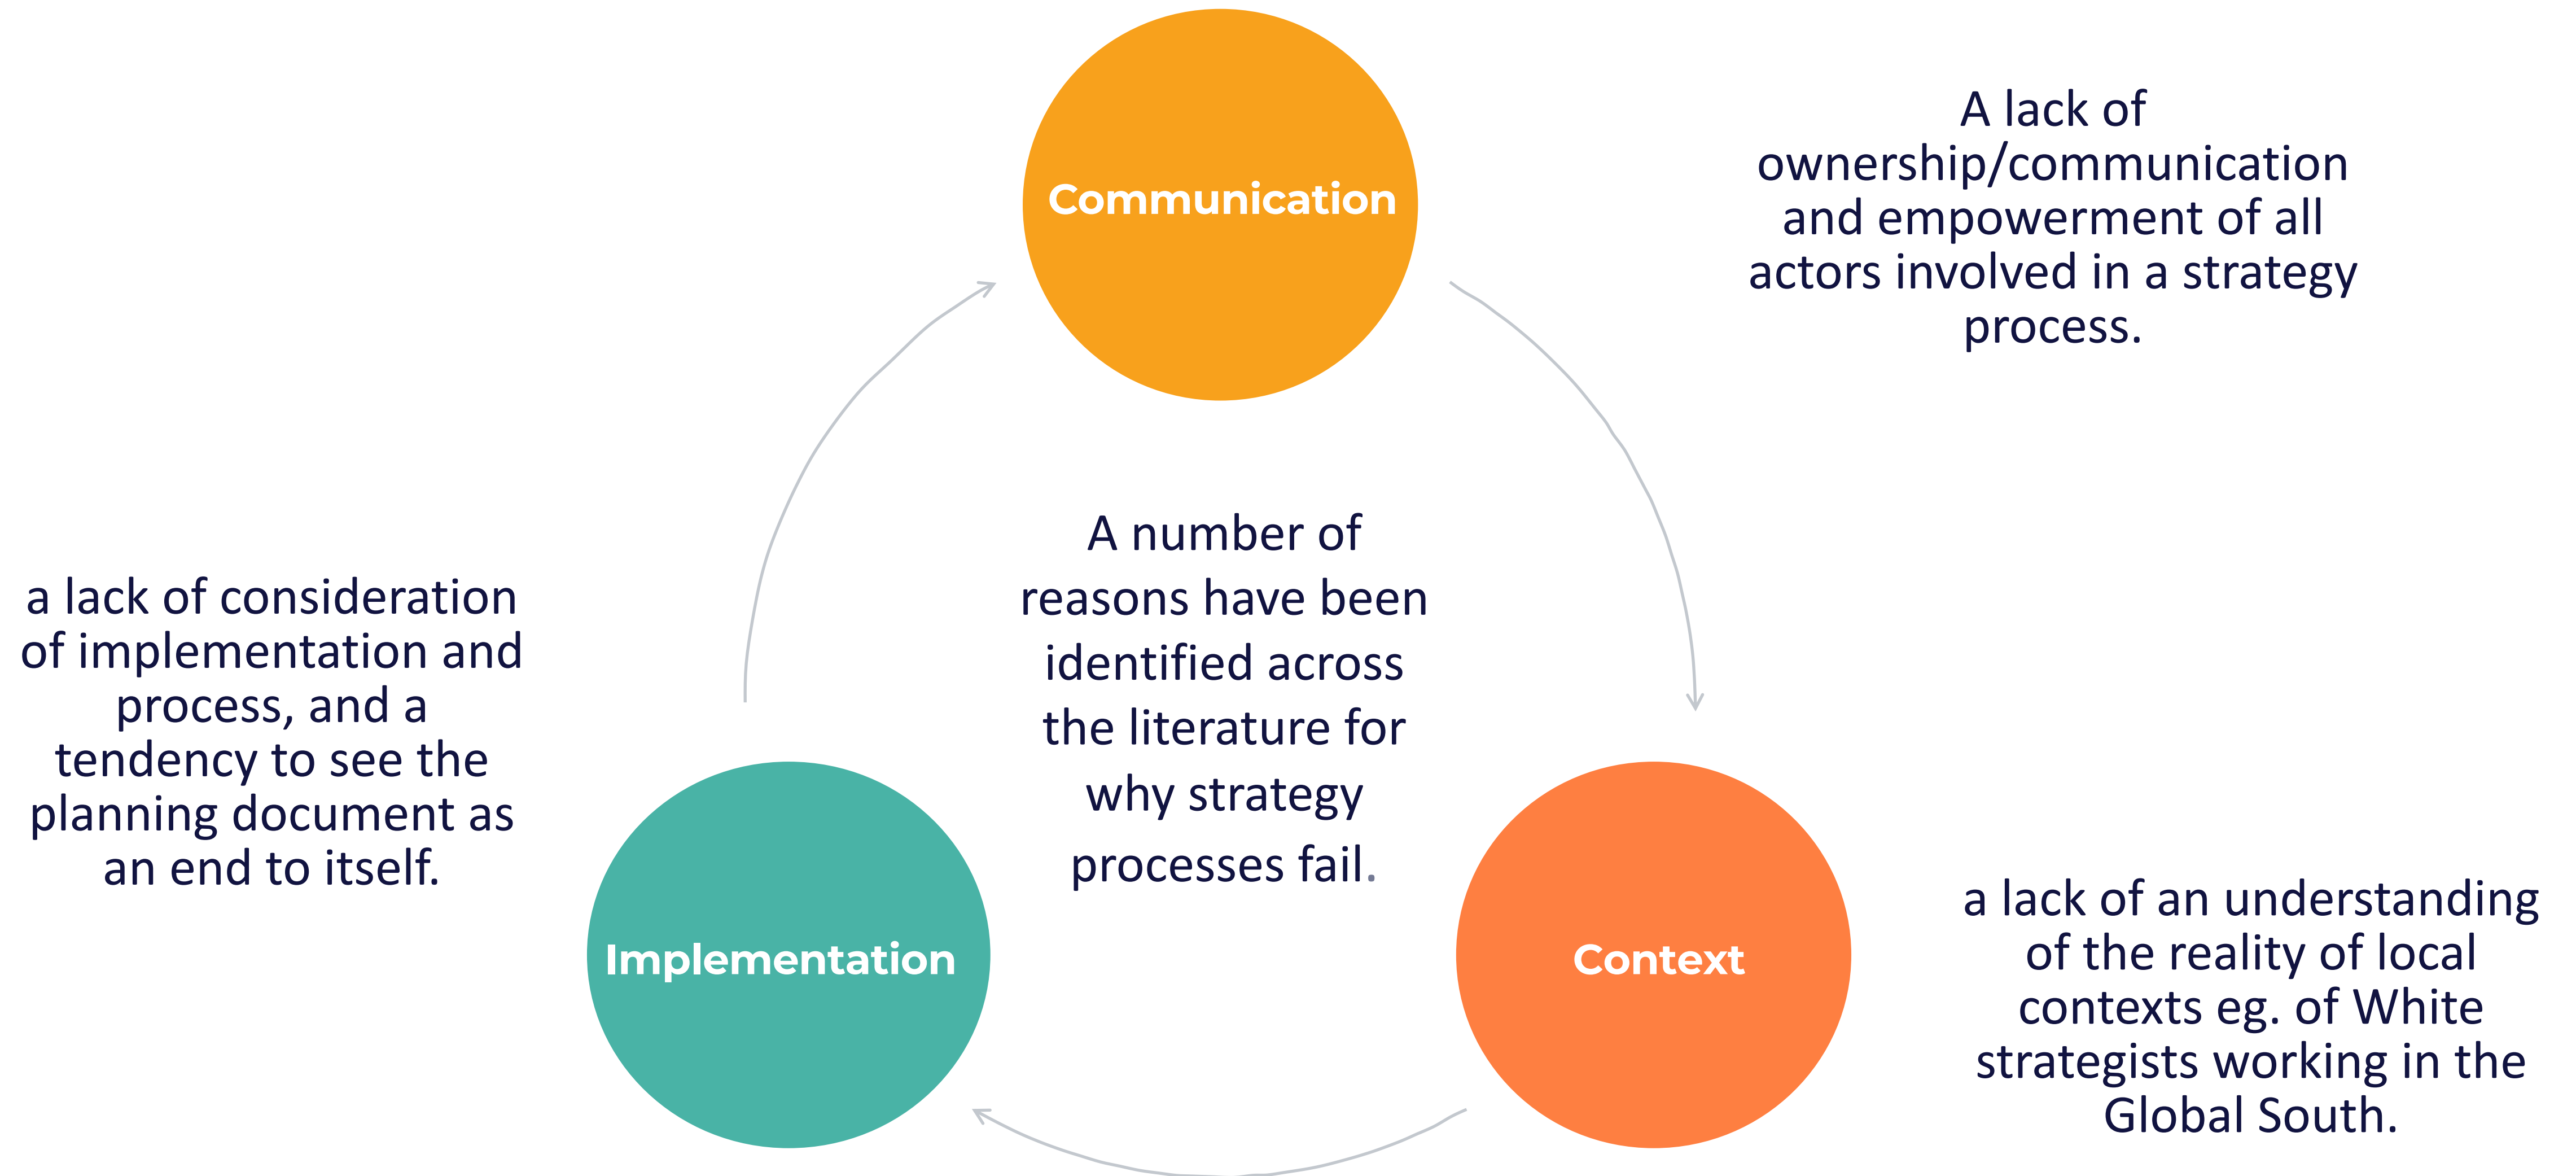 Communication
A lack of
ownership/communication
and empowerment of all
actors involved in a strategy
process.
A number of
reasons have been
identified across
the literature for
why strategy
processes fail.
a lack of consideration
of implementation and
process, and a
tendency to see the
planning document as
an end to itself.
Implementation
Context
a lack of an understanding
of the reality of local
contexts eg. of White
strategists working in the
Global South.